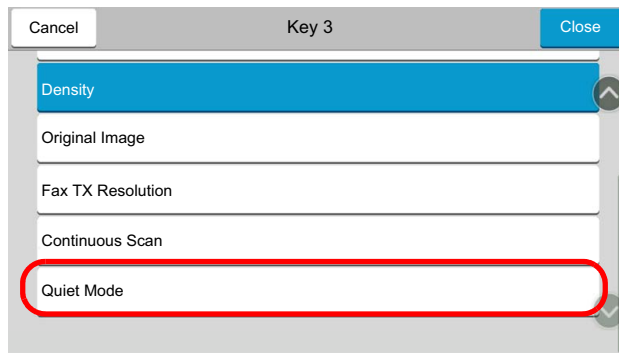 Cancel Key 3 Close
Density
Original Image
Fax TX Resolution
Continuous Scan
Quiet Mode